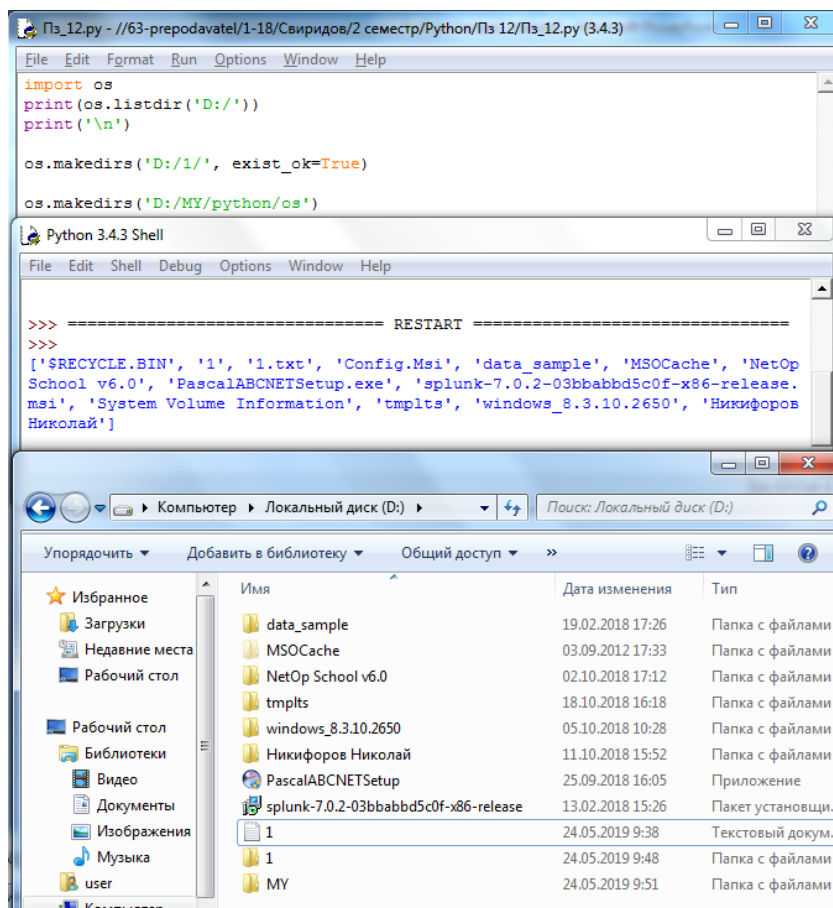 Пз_12.py - //63-prepodavatel/1-18/Свиридов/2 семестр/Python/Пз 12/Пз_12.py (3.4.3)
File Edit Format Run Options Window Help
import os
print(os.listdir('D:/'))
print('\n')
os.makedirs('D:/1/', exist_ok=True)
os.makedirs('D:/MY/python/os')
Python 3.4.3 Shell
File Edit Shell Debug Options Window Help
>>> ================================ RESTART ================================
>>>
['$RECYCLE.BIN', '1', '1.txt', 'Config.Msi', 'data_sample', 'MSOCache', 'NetOp
School v6.0', 'PascalABCNETSetup.exe', 'splunk-7.0.2-03bbabbd5c0f-x86-release.
msi', 'System Volume Information', 'tmplts', 'windows_8.3.10.2650', 'Никифоров
Николай']
Компьютер Локальный диск (D:) Поиск: Локальный диск (D:)
Упорядочить Добавить в библиотеку Общий доступ »
Избранное
Загрузки
Недавние места
Рабочий стол
Рабочий стол
Библиотеки
Видео
Документы
Изображения
Музыка
user
Компьютер
Имя Дата изменения Тип
data_sample 19.02.2018 17:26 Папка с файлами
MSOCache 03.09.2012 17:33 Папка с файлами
NetOp School v6.0 02.10.2018 17:12 Папка с файлами
tmplts 18.10.2018 16:18 Папка с файлами
windows_8.3.10.2650 05.10.2018 10:28 Папка с файлами
Никифоров Николай 11.10.2018 15:52 Папка с файлами
PascalABCNETSetup 25.09.2018 16:05 Приложение
splunk-7.0.2-03bbabbd5c0f-x86-release 13.02.2018 15:26 Пакет установщи.
1 24.05.2019 9:38 Текстовый докум.
1 24.05.2019 9:48 Папка с файлами
MY 24.05.2019 9:51 Папка с файлами